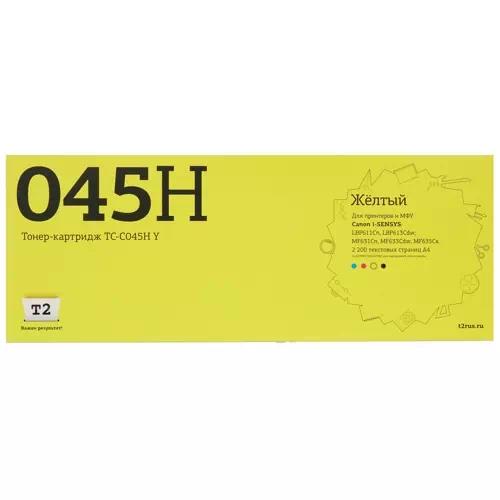 045H
Тонер-картридж TC-C045H Y
T2
Важен результат!
Жёлтый
Для принтеров и МФУ
Canon i-SENSYS:
LBP611Cn, LBP613Cdw;
MF631Cn, MF633Cdw, MF635Cx
2 200 текстовых страниц А4
t2rus.ru